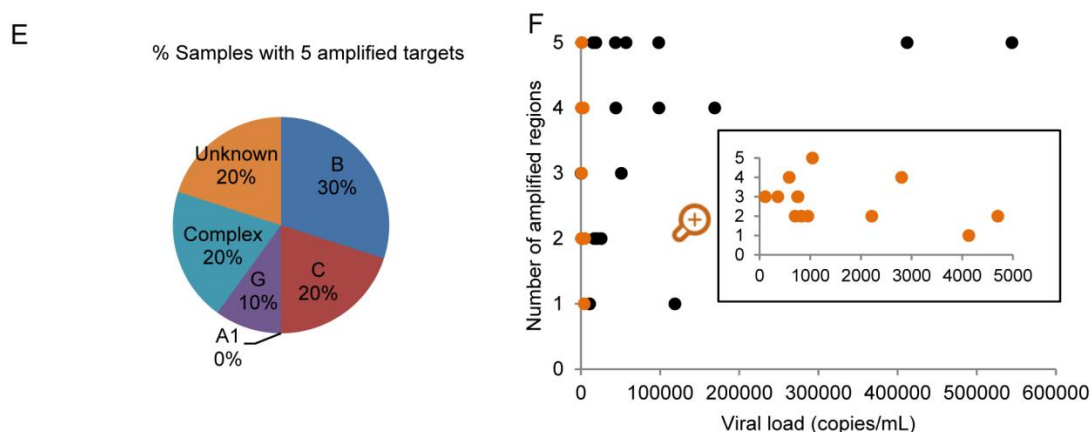 E
% Samples with 5 amplified targets
Unknown
20%
B
30%
Complex
20%
G
10%
C
20%
A1
0%
F
Number of amplified regions
5
4
3
2
1
0
0
100000
200000
300000
400000
500000
600000
Viral load (copies/mL)
5
4
3
2
1
0
0
1000
2000
3000
4000
5000